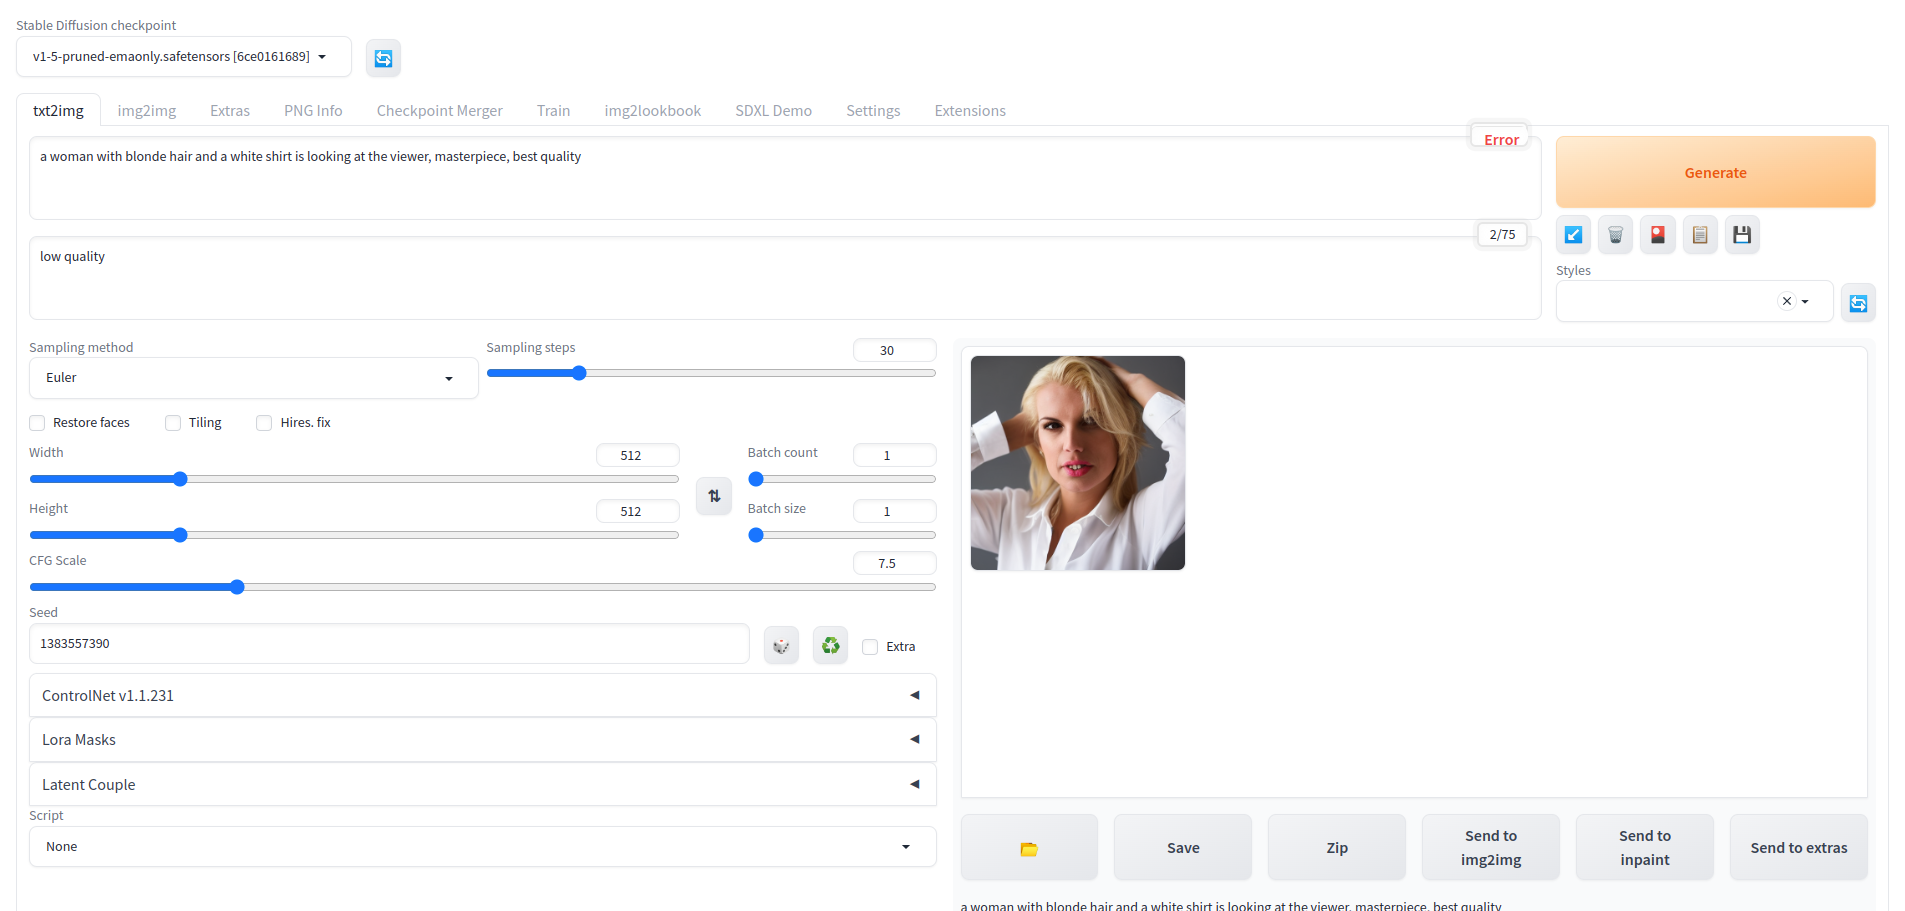 Stable Diffusion checkpoint
v1-5-pruned-emaonly.safetensors [6ce0161689]
txt2img
img2img
Extras
PNG Info
Checkpoint Merger
Train
img2lookbook
SDXL Demo
Settings
Extensions
a woman with blonde hair and a white shirt is looking at the viewer, masterpiece, best quality
Error
Generate
low quality
2/75
Styles
Sampling method
Euler
Sampling steps
30
Restore faces
Tiling
Hires. fix
Width
512
Batch count
1
Height
512
Batch size
1
CFG Scale
7.5
Seed
1383557390
Extra
ControlNet v1.1.231
Lora Masks
Latent Couple
Script
None
Save
Zip
Send to
img2img
Send to
inpaint
Send to extras
a woman with blonde hair and a white shirt is looking at the viewer, masterpiece, best quality